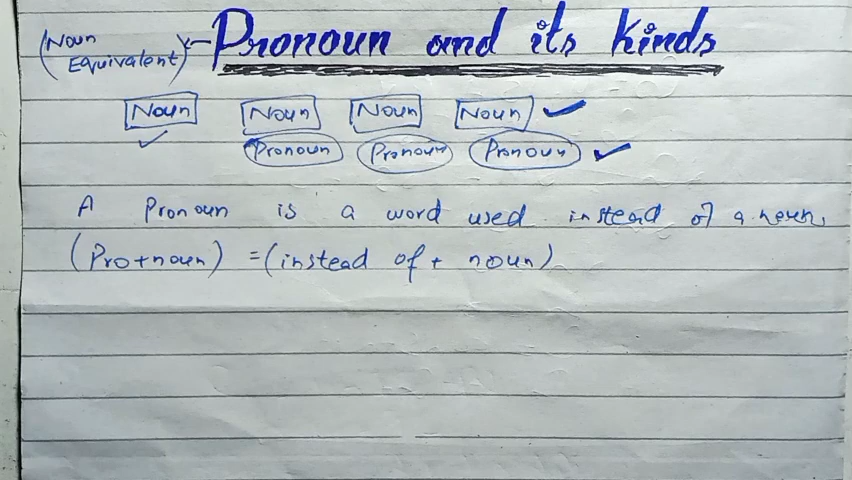 (Noun Equivalent) Pronoun and its kinds
Noun Noun Noun Noun
Pronoun Pronoun Pronoun
A Pronoun is a word used instead of a noun.
(Pro+noun) = (instead of + noun)